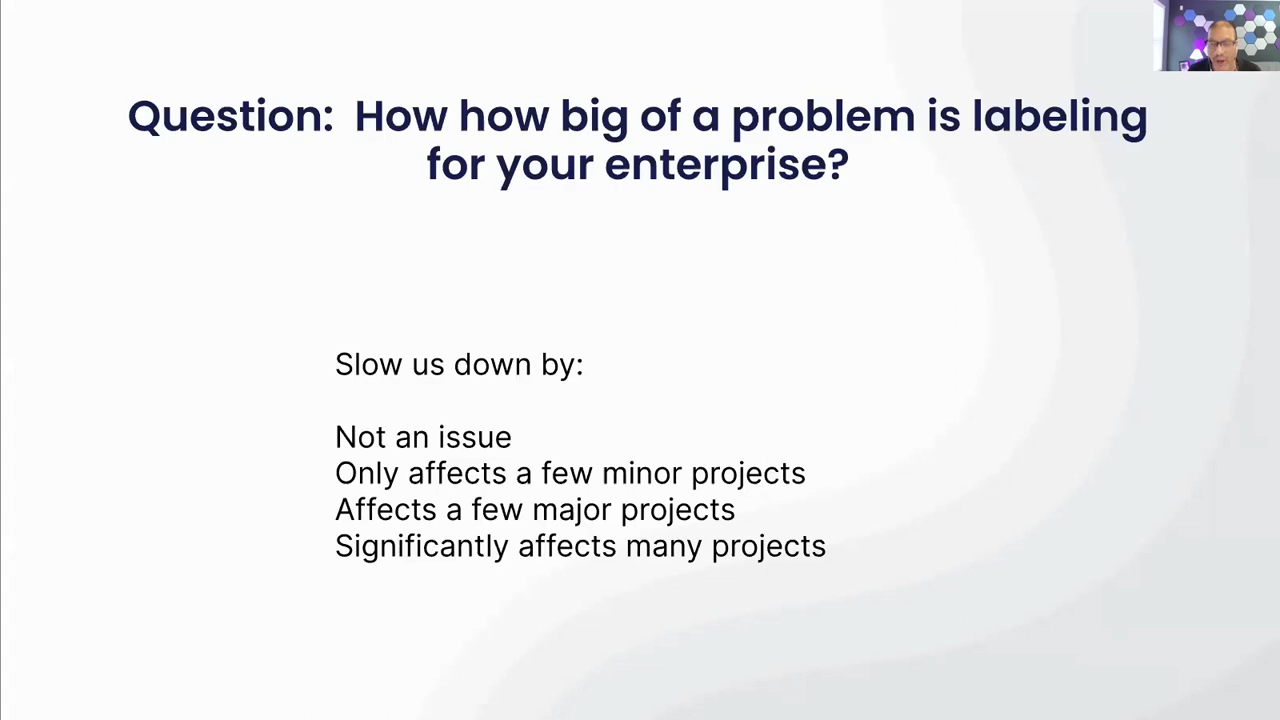 Question:  How how big of a problem is labeling
for your enterprise?
Slow us down by:
Not an issue
Only affects a few minor projects
Affects a few major projects
Significantly affects many projects